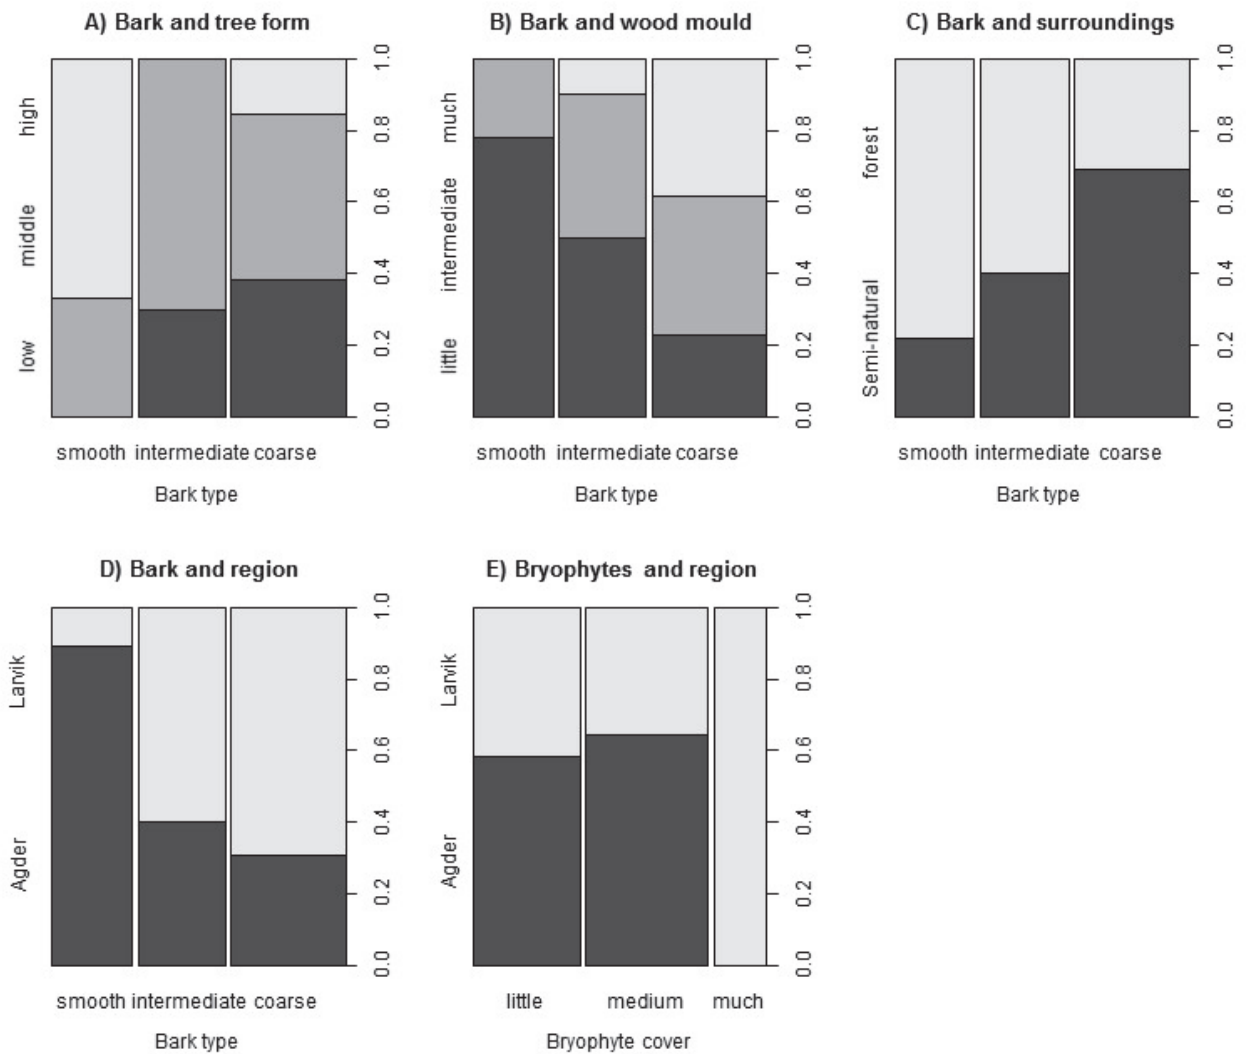 A) Bark and tree form
low middle high
0.0 0.2 0.4 0.6 0.8 1.0
smooth intermediate coarse
Bark type
B) Bark and wood mould
little intermediate much
0.0 0.2 0.4 0.6 0.8 1.0
smooth intermediate coarse
Bark type
C) Bark and surroundings
Semi-natural forest
0.0 0.2 0.4 0.6 0.8 1.0
smooth intermediate coarse
Bark type
D) Bark and region
Agder Larvik
0.0 0.2 0.4 0.6 0.8 1.0
smooth intermediate coarse
Bark type
E) Bryophytes and region
Agder Larvik
0.0 0.2 0.4 0.6 0.8 1.0
little medium much
Bryophyte cover